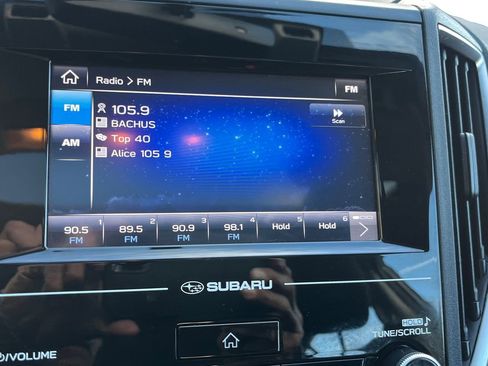 Radio > FM
FM
FM
105.9
BACHUS
Scan
AM
Top 40
Alice 105 9
1
2
3
4
5
6
90.5
89.5
90.9
98.1
Hold
Hold
FM
FM
FM
FM
SUBARU
HOLD
TUNE/SCROLL
/VOLUME